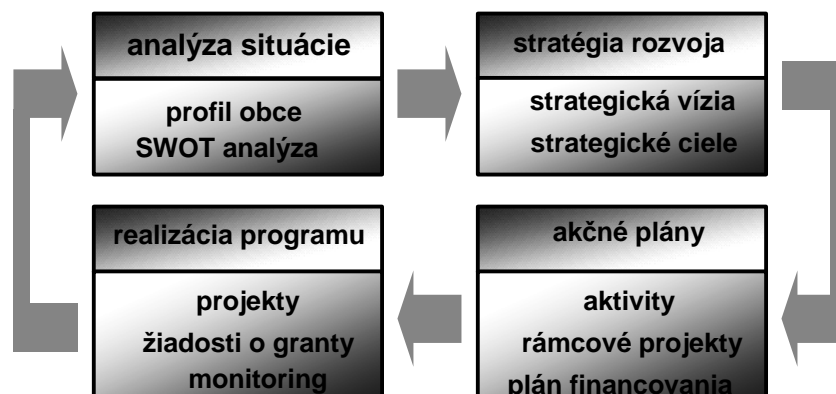 analýza situácie
profil obce
SWOT analýza
stratégia rozvoja
strategická vízia
strategické ciele
akčné plány
aktivity
rámcové projekty
plán financovania
realizácia programu
projekty
žiadosti o granty
monitoring